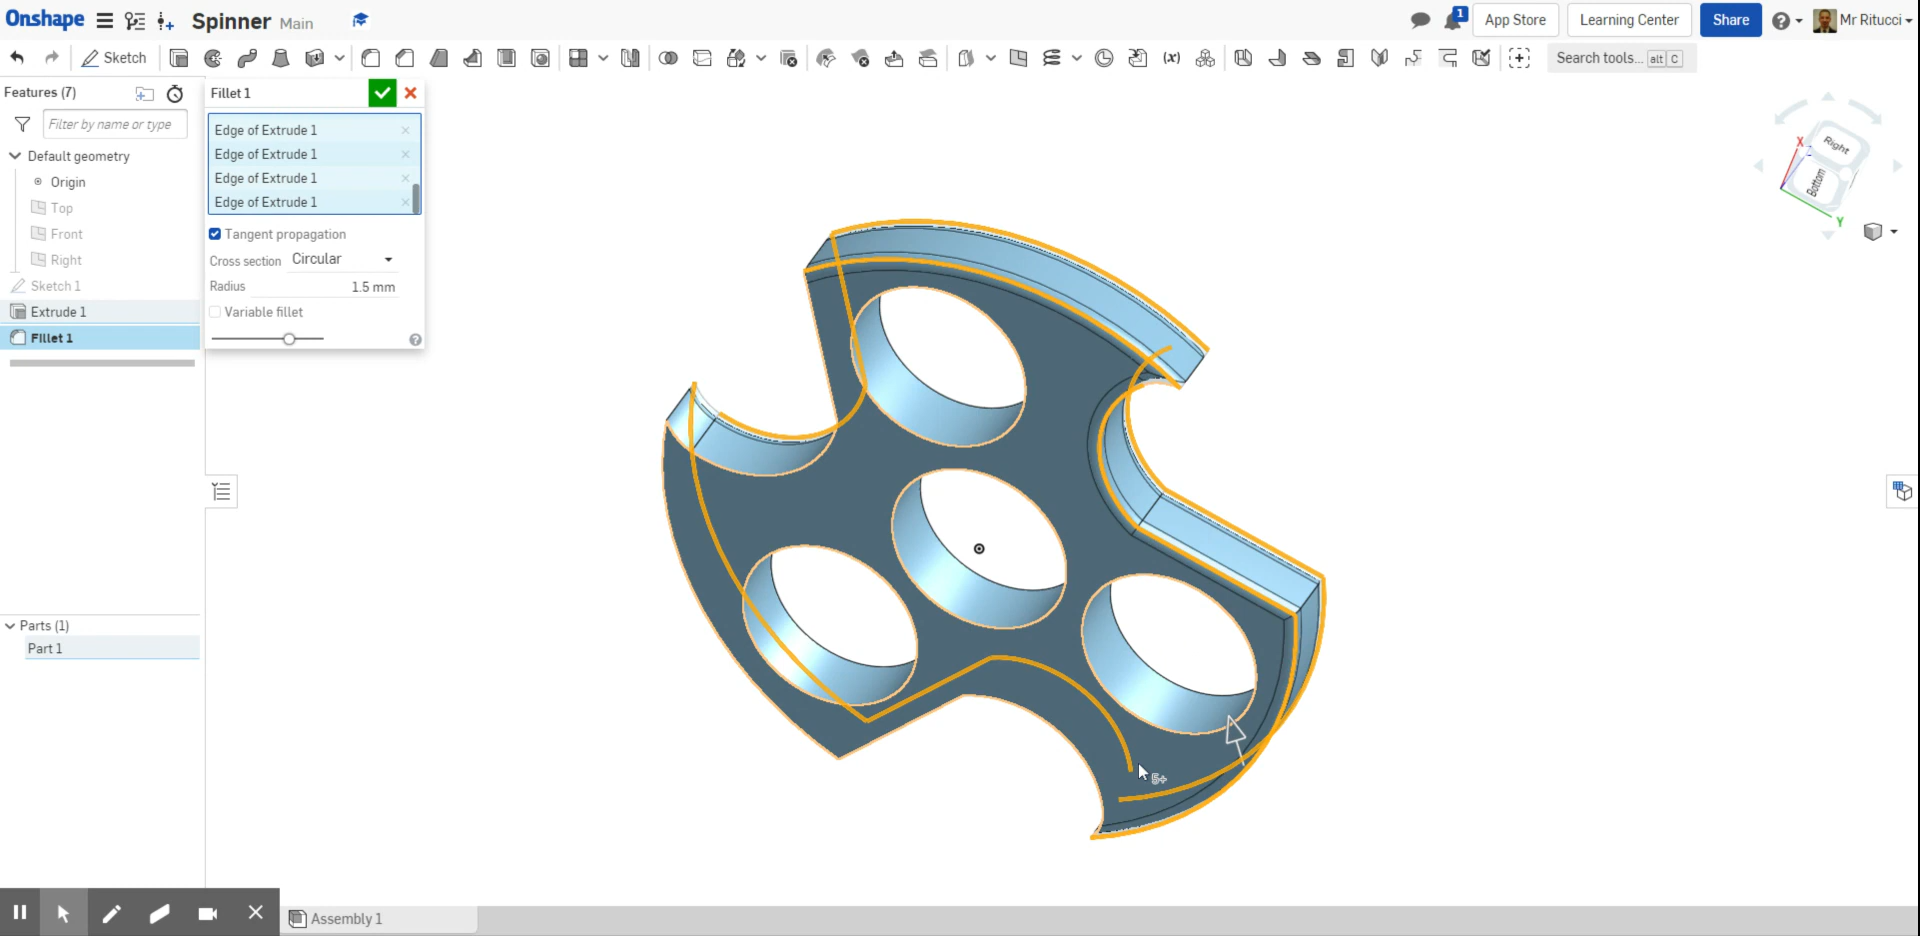 Onshape
Spinner Main
1
App Store
Learning Center
Share
Mr Ritucci
Sketch
(x)
Search tools... alt C
Features (7)
Filter by name or type
Default geometry
Origin
Top
Front
Right
Sketch 1
Extrude 1
Fillet 1
Fillet 1
Edge of Extrude 1
Edge of Extrude 1
Edge of Extrude 1
Edge of Extrude 1
Tangent propagation
Cross section Circular
Radius 1.5 mm
Variable fillet
Right
Bottom
X
Y
5+
Parts (1)
Part 1
Assembly 1